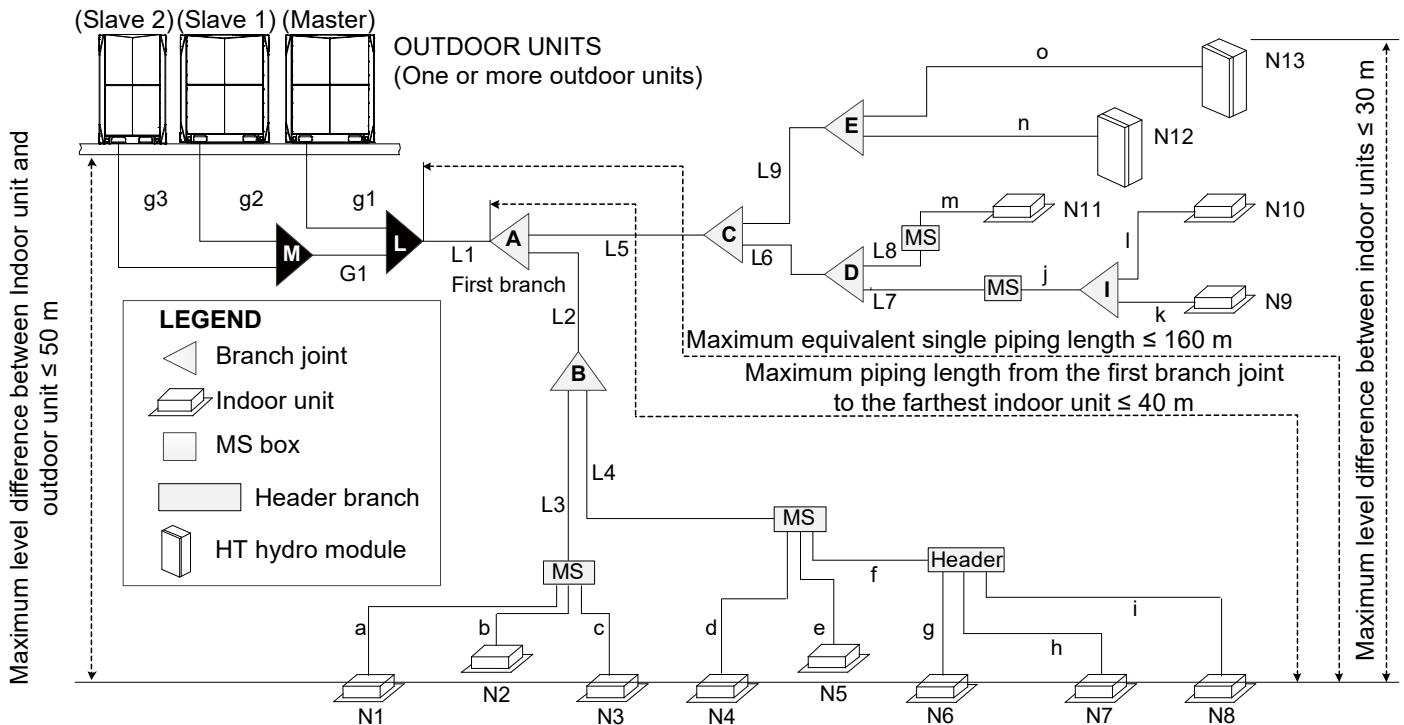 (Slave 2) (Slave 1) (Master)
OUTDOOR UNITS
(One or more outdoor units)
Maximum level difference between Indoor unit and
outdoor unit ≤ 50 m
g3
g2
g1
M
G1
L
L1
A
First branch
L5
L2
C
L9
L6
E
o
N13
n
N12
D
L8
MS
m
N11
L7
MS
j
I
l
N10
k
N9
Maximum level difference between indoor units ≤ 30 m
Maximum equivalent single piping length ≤ 160 m
Maximum piping length from the first branch joint
to the farthest indoor unit ≤ 40 m
LEGEND
Branch joint
Indoor unit
MS box
Header branch
HT hydro module
B
L3
L4
MS
MS
Header
f
a
b
c
d
e
g
h
i
N1
N2
N3
N4
N5
N6
N7
N8